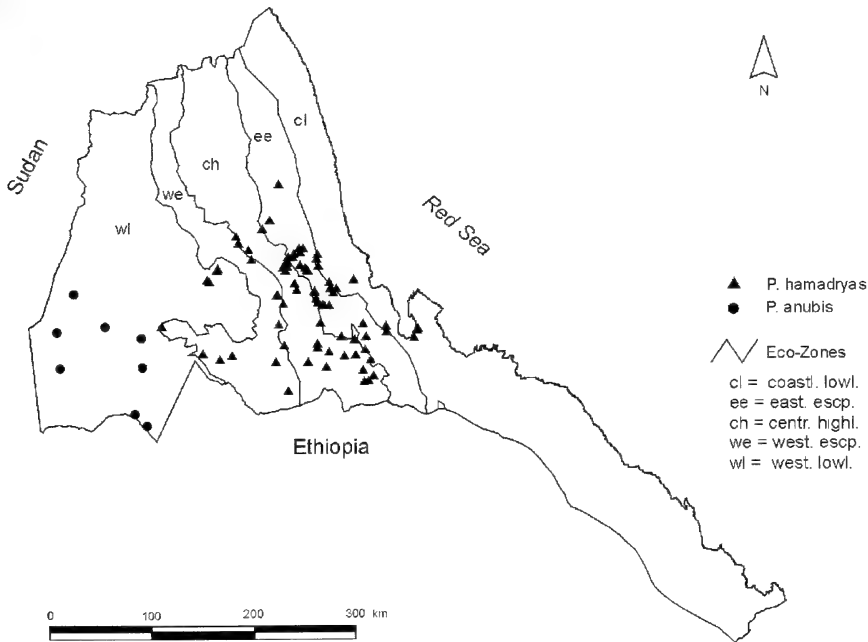 N
Sudan
Red Sea
Ethiopia
cl
ee
ch
we
wl
P. hamadryas
P. anubis
Eco-Zones
cl = coastl. lowl.
ee = east. escp.
ch = centr. highl.
we = west. escp.
wl = west. lowl.
0 100 200 300 km